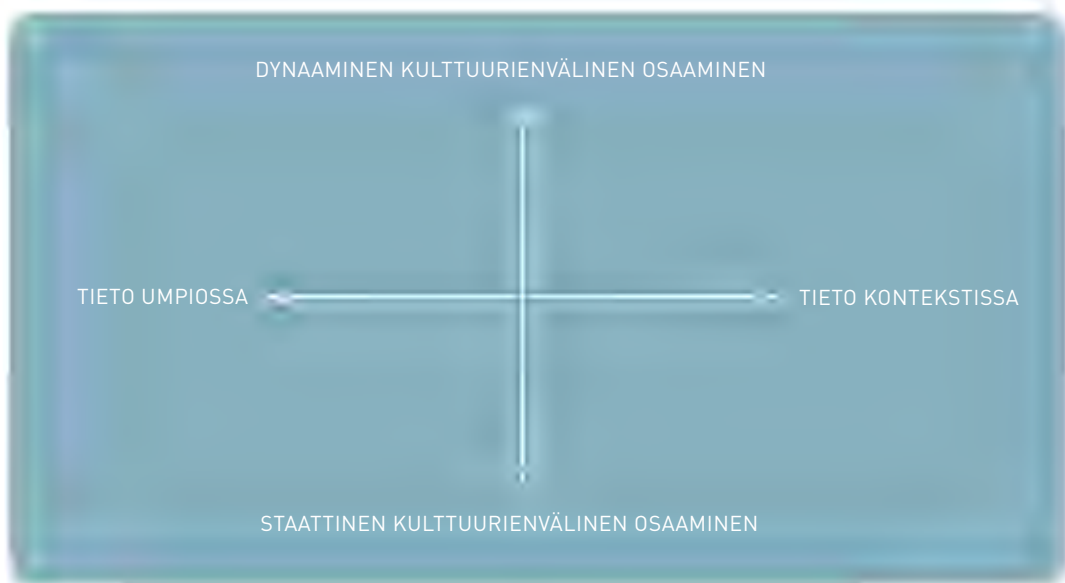 DYNAAMINEN KULTTUURIENVÄLINEN OSAAMINEN
TIETO UMPIOSSA
TIETO KONTEKSTISSA
STAATTINEN KULTTUURIENVÄLINEN OSAAMINEN